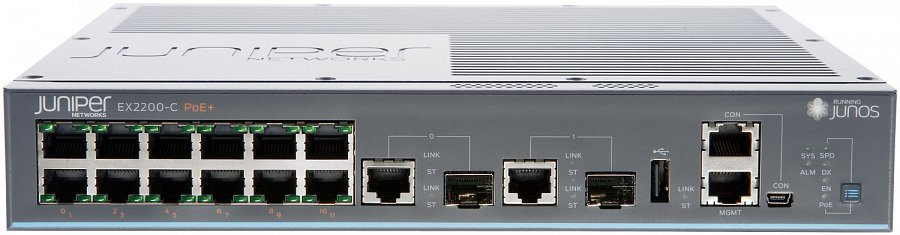 JUNIPER
NETWORKS
JUNIPER
NETWORKS
EX2200-C PoE+
RUNNING
JUNOS
0
1
CON
LINK
ST
LINK
ST
LINK
ST
LINK
ST
LINK
ST
MGMT
CON
SYS SPD
ALM DX
EN
PoE
0 1 2 3 4 5 6 7 8 9 10 11